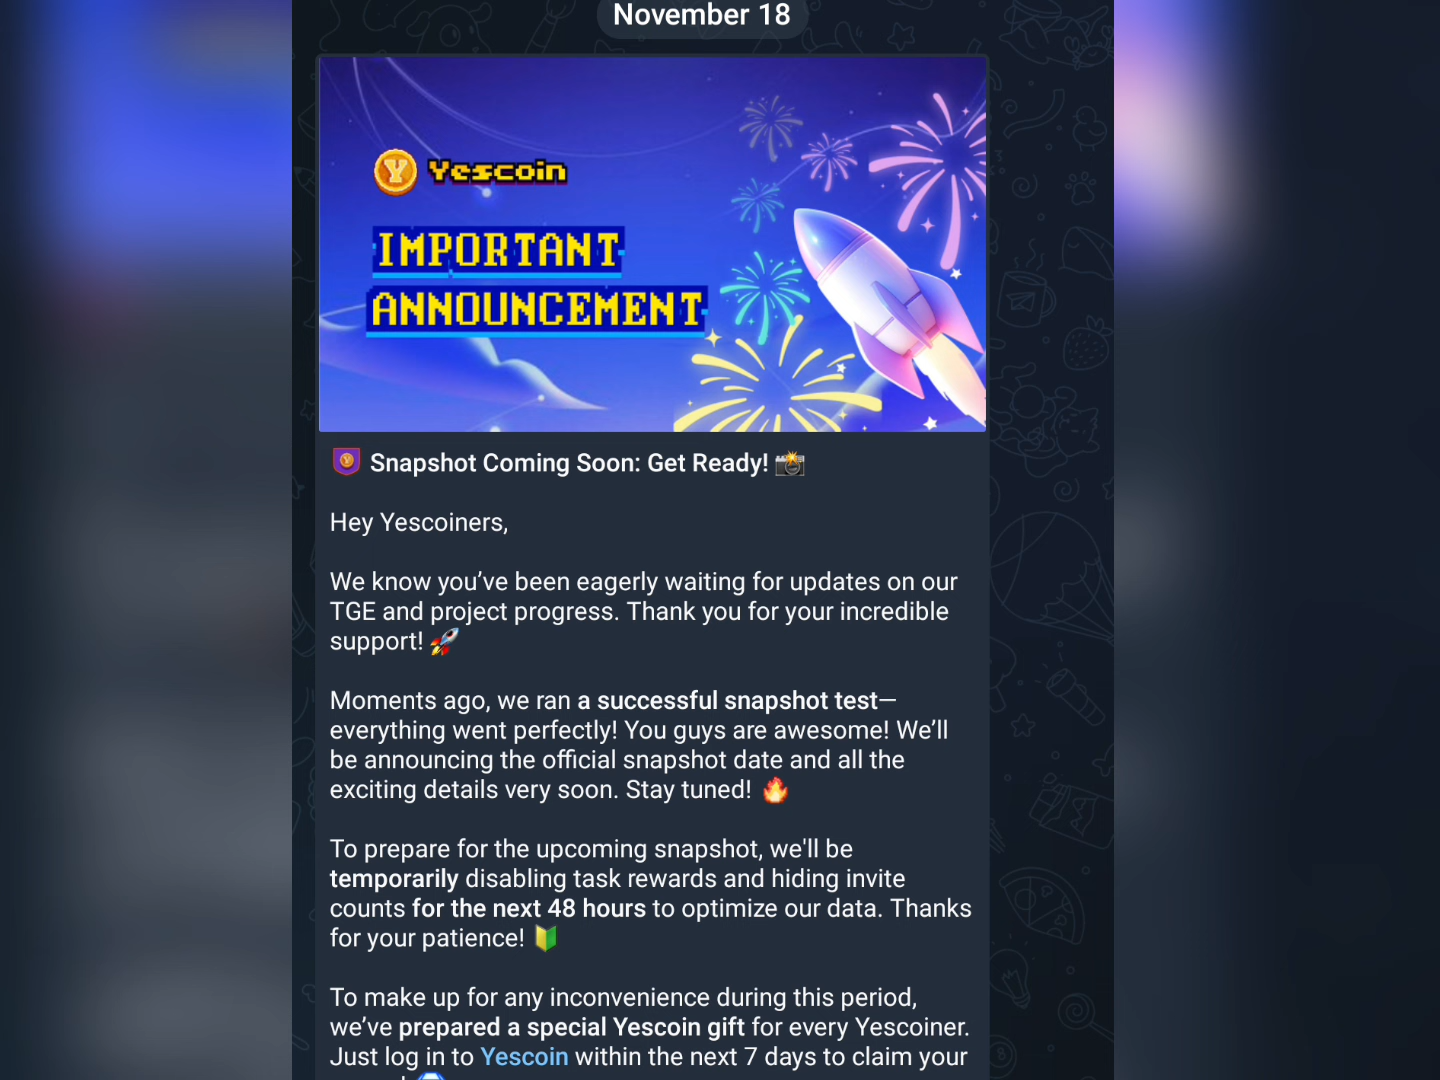 November 18
Yescoin
IMPORTANT
ANNOUNCEMENT
Snapshot Coming Soon: Get Ready! 📸
Hey Yescoiners,
We know you’ve been eagerly waiting for updates on our
TGE and project progress. Thank you for your incredible
support! 🚀
Moments ago, we ran a successful snapshot test—
everything went perfectly! You guys are awesome! We’ll
be announcing the official snapshot date and all the
exciting details very soon. Stay tuned! 🔥
To prepare for the upcoming snapshot, we'll be
temporarily disabling task rewards and hiding invite
counts for the next 48 hours to optimize our data. Thanks
for your patience! 🔰
To make up for any inconvenience during this period,
we’ve prepared a special Yescoin gift for every Yescoiner.
Just log in to Yescoin within the next 7 days to claim your